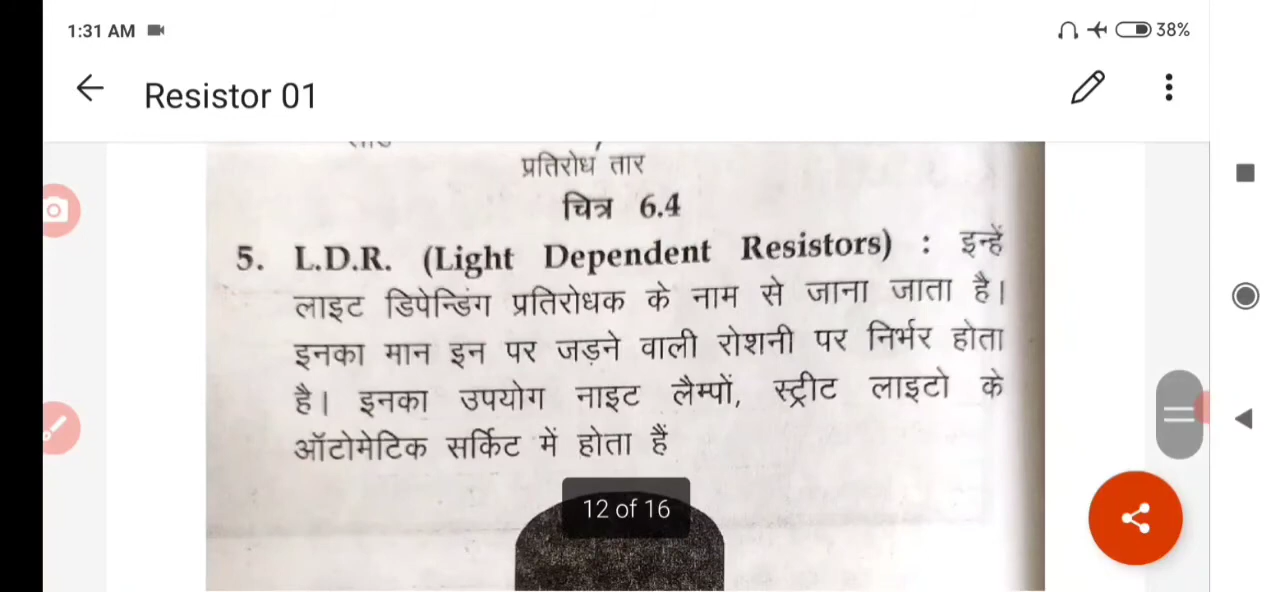 1:31 AM
38%
Resistor 01
प्रतिरोध तार
चित्र 6.4
5. L.D.R. (Light Dependent Resistors) : इन्हें
लाइट डिपेन्डिंग प्रतिरोधक के नाम से जाना जाता है।
इनका मान इन पर जड़ने वाली रोशनी पर निर्भर होता
है। इनका उपयोग नाइट लैम्पों, स्ट्रीट लाइटो के
ऑटोमेटिक सर्किट में होता हैं
12 of 16